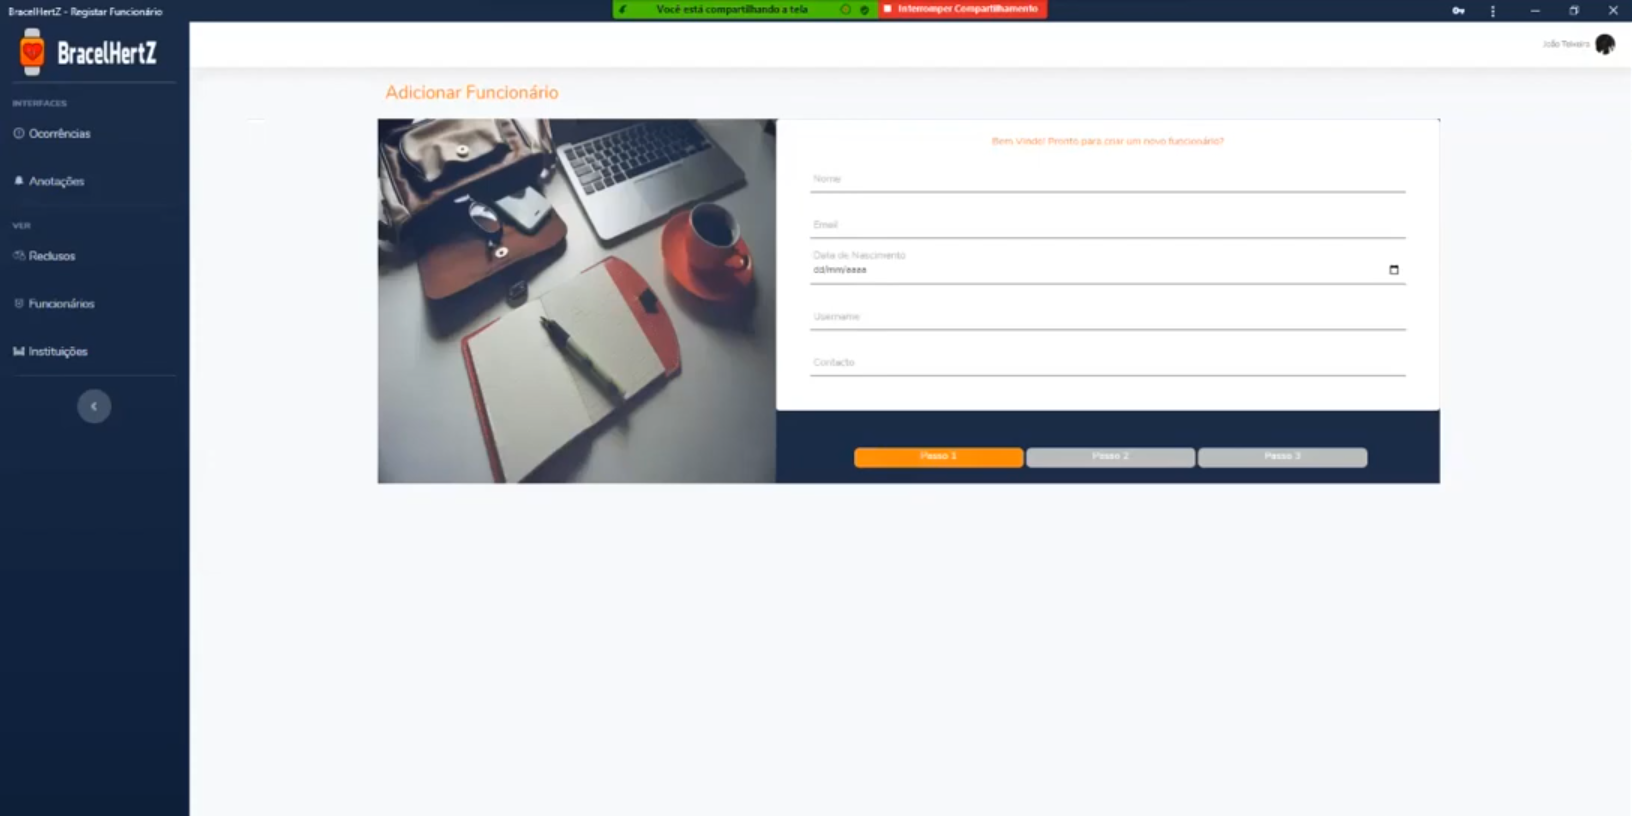 BracelHertZ - Registar Funcionário
Você está compartilhando a tela
Interromper Compartilhamento
BracelHertZ
João Teixeira
INTERFACES
Ocorrências
Anotações
VER
Reclusos
Funcionários
Instituições
Adicionar Funcionário
Bem Vindo! Pronto para criar um novo funcionário?
Nome
Email
Data de Nascimento
dd/mm/aaaa
Username
Contacto
Passo 1
Passo 2
Passo 3